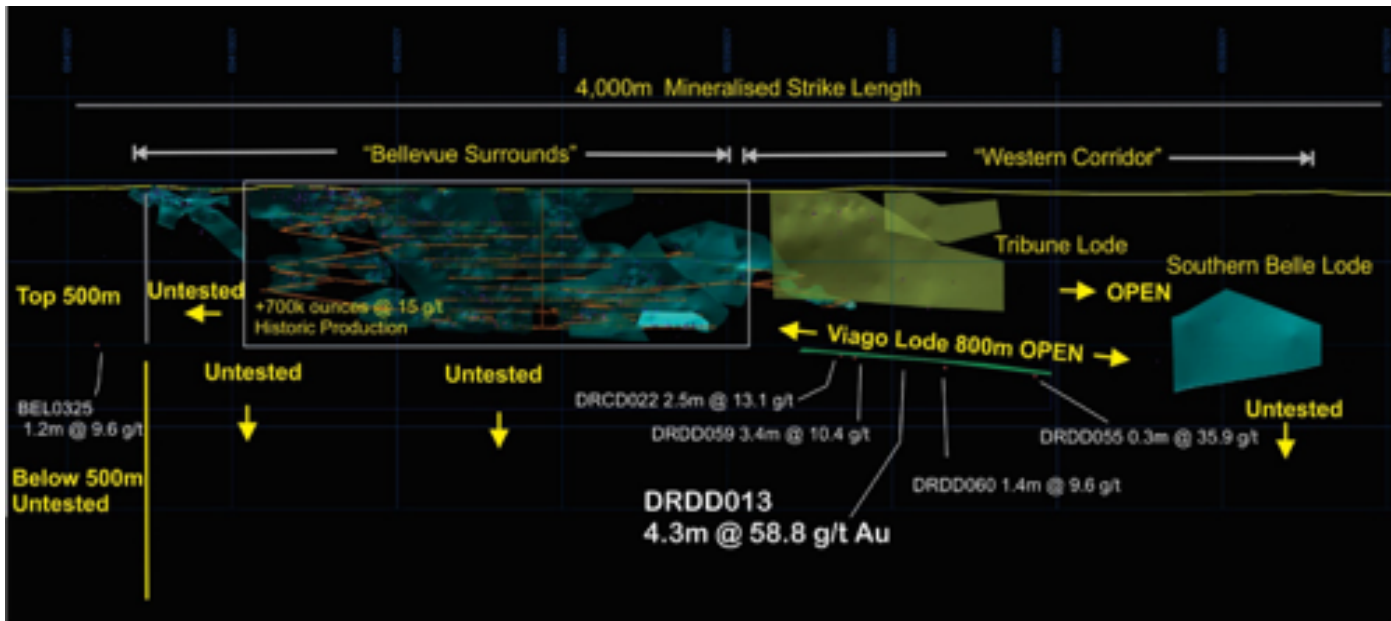 4,000m Mineralised Strike Length
"Bellevue Surrounds"
"Western Corridor"
Tribune Lode
Southern Belle Lode
Top 500m
Untested
+700k ounces @ 15 g/t
Historic Production
OPEN
Viago Lode 800m OPEN
Untested
Untested
Untested
BEL0325
1.2m @ 9.6 g/t
DRCD022 2.5m @ 13.1 g/t
DRDD059 3.4m @ 10.4 g/t
DRDD055 0.3m @ 35.9 g/t
DRDD060 1.4m @ 9.6 g/t
Below 500m
Untested
DRDD013
4.3m @ 58.8 g/t Au